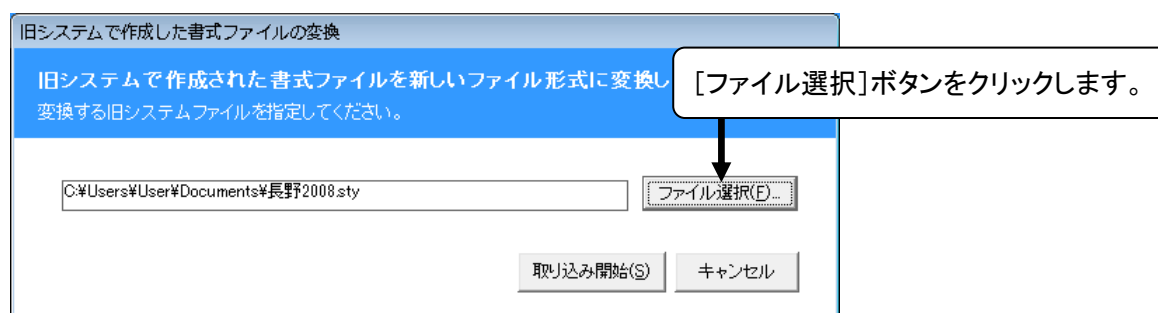 旧システムで作成した書式ファイルの変換
旧システムで作成された書式ファイルを新しいファイル形式に変換し
[ファイル選択]ボタンをクリックします。
変換する旧システムファイルを指定してください。
C:¥Users¥User¥Documents¥長野2008.sty
ファイル選択(F)...
取り込み開始(S)
キャンセル